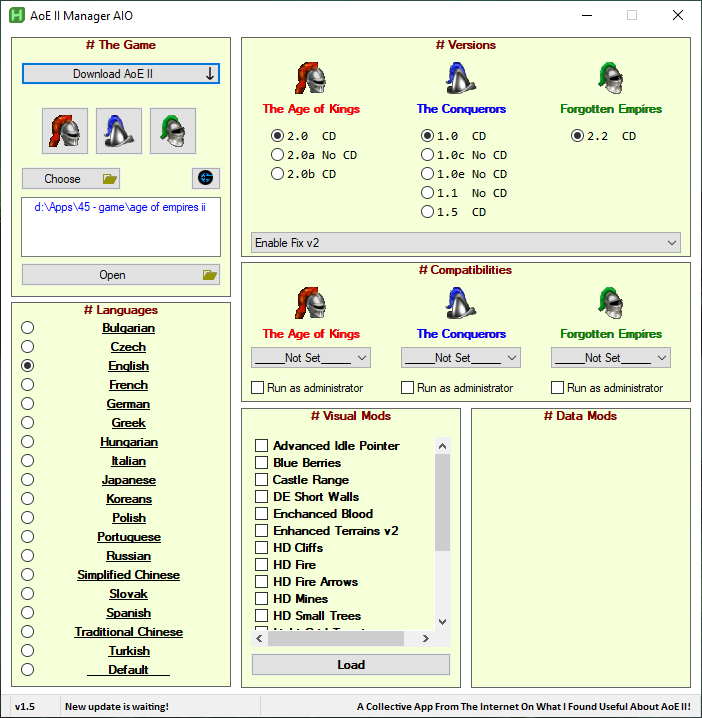 AoE II Manager AIO
# The Game
Download AoE II ↓
Choose
d:\Apps\45 - game\age of empires ii
Open
# Languages
Bulgarian
Czech
English
French
German
Greek
Hungarian
Italian
Japanese
Koreans
Polish
Portuguese
Russian
Simplified Chinese
Slovak
Spanish
Traditional Chinese
Turkish
Default
# Versions
The Age of Kings
2.0 CD
2.0a No CD
2.0b CD
The Conquerors
1.0 CD
1.0c No CD
1.0e No CD
1.1 No CD
1.5 CD
Forgotten Empires
2.2 CD
Enable Fix v2
# Compatibilities
The Age of Kings
____Not Set____
Run as administrator
The Conquerors
____Not Set____
Run as administrator
Forgotten Empires
____Not Set____
Run as administrator
# Visual Mods
Advanced Idle Pointer
Blue Berries
Castle Range
DE Short Walls
Enchanced Blood
Enhanced Terrains v2
HD Cliffs
HD Fire
HD Fire Arrows
HD Mines
HD Small Trees
Load
# Data Mods
v1.5
New update is waiting!
A Collective App From The Internet On What I Found Useful About AoE II!